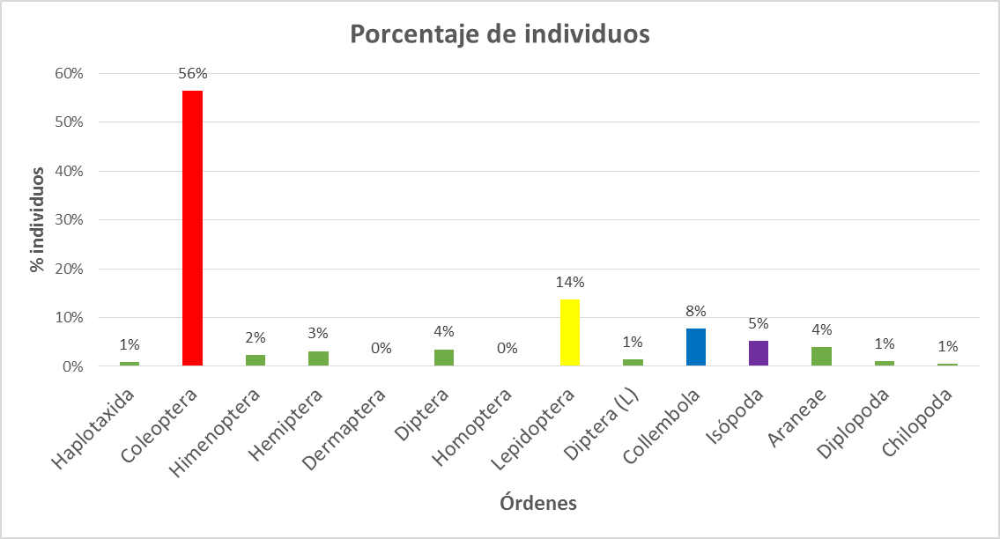 Porcentaje de individuos
% individuos
60%
50%
40%
30%
20%
10%
0%
1%
56%
2%
3%
0%
4%
0%
14%
1%
8%
5%
4%
1%
1%
Haplotaxida
Coleoptera
Himenoptera
Hemiptera
Dermaptera
Diptera
Homoptera
Lepidoptera
Diptera (L)
Collembola
Isópoda
Araneae
Diplopoda
Chilopoda
Órdenes